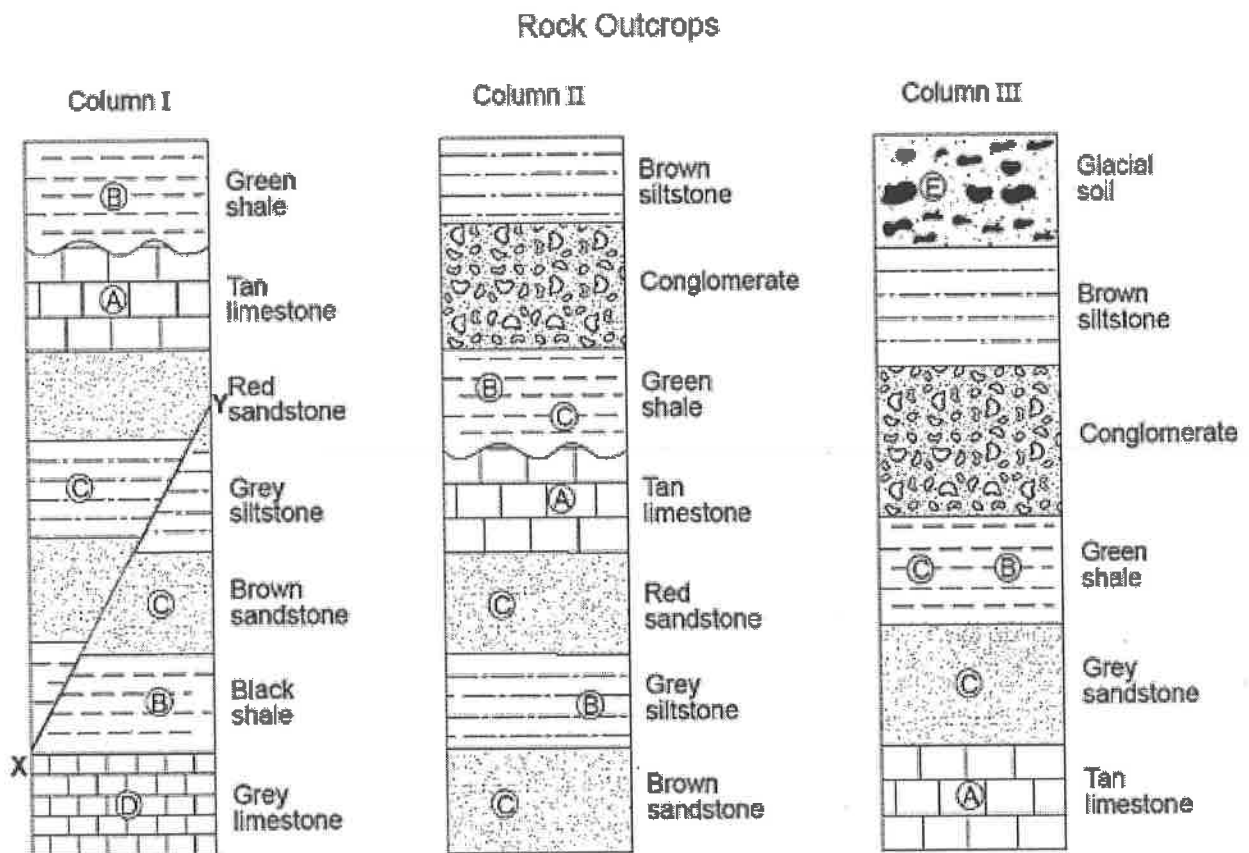 Rock Outcrops
Column I
B
Green
shale
A
Tan
limestone
Red
sandstone
Y
C
Grey
siltstone
C
Brown
sandstone
B
Black
shale
X
D
Grey
limestone
Column II
Brown
siltstone
Conglomerate
B
C
Green
shale
A
Tan
limestone
C
Red
sandstone
B
Grey
siltstone
C
Brown
sandstone
Column III
E
Glacial
soil
Brown
siltstone
Conglomerate
C B
Green
shale
C
Grey
sandstone
A
Tan
limestone